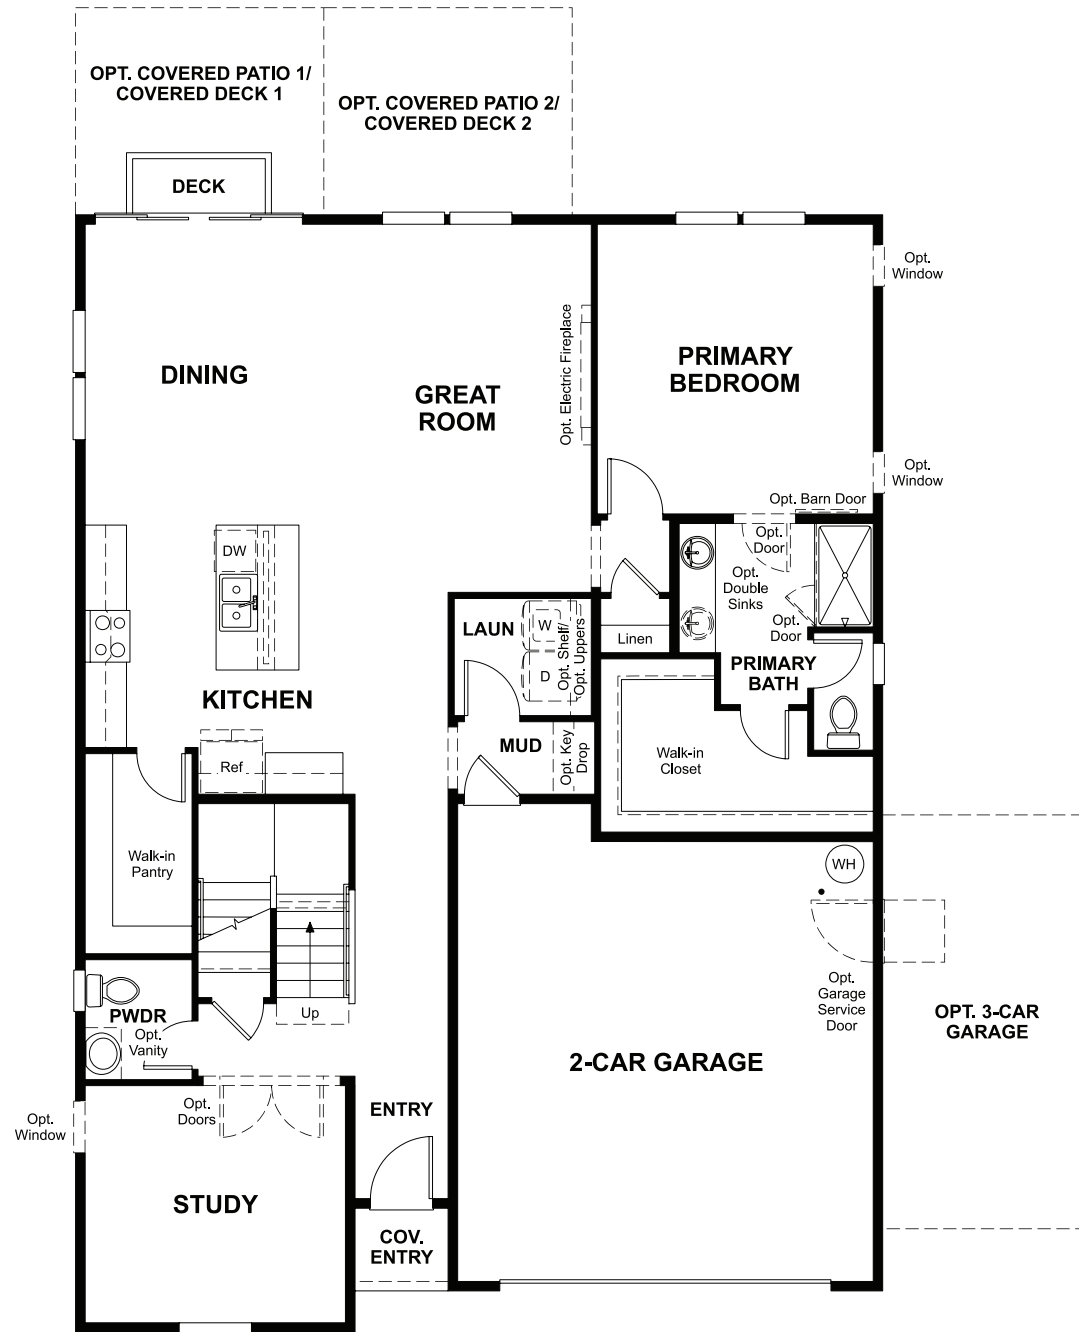 OPT. COVERED PATIO 1/
COVERED DECK 1
OPT. COVERED PATIO 2/
COVERED DECK 2
DECK
Opt.
Window
DINING
GREAT
ROOM
Opt. Electric Fireplace
PRIMARY
BEDROOM
Opt.
Window
Opt. Barn Door
Opt.
Door
Opt.
Double
Sinks
Opt.
Door
DW
LAUN
W
D
Opt. Shelf/
Opt. Uppers
Linen
PRIMARY
BATH
KITCHEN
MUD
Opt. Key
Drop
Walk-in
Closet
Ref
Walk-in
Pantry
WH
Opt.
Garage
Service
Door
OPT. 3-CAR
GARAGE
PWDR
Opt.
Vanity
Up
2-CAR GARAGE
Opt.
Doors
ENTRY
Opt.
Window
STUDY
COV.
ENTRY